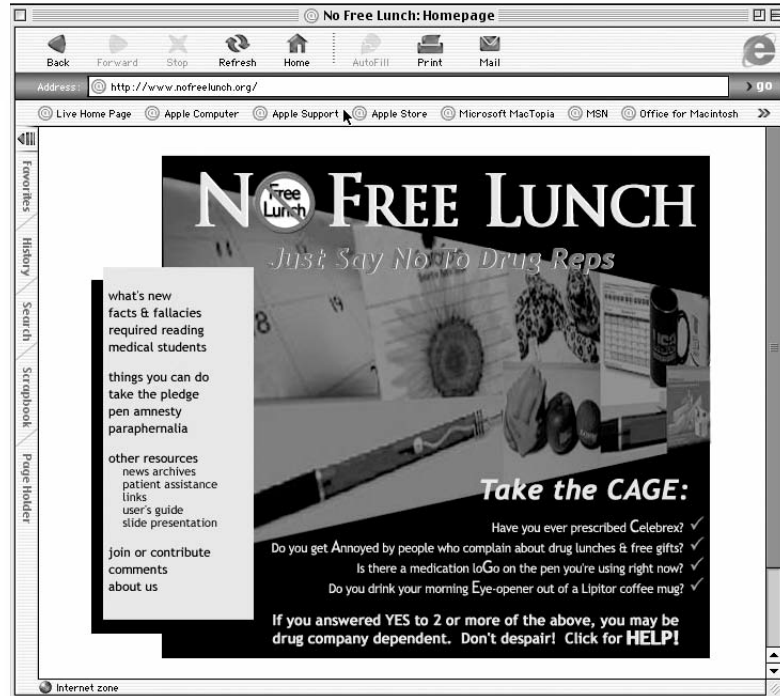 No Free Lunch: Homepage
Back Forward Stop Refresh Home AutoFill Print Mail
Address: http://www.nofreelunch.org/ go
Live Home Page Apple Computer Apple Support Apple Store Microsoft MacTopia MSN Office for Macintosh
Favorites
History
Search
Scrapbook
Page Holder
NO FREE LUNCH
Free
Lunch
Just Say No To Drug Reps
18
19
8
what's new
facts & fallacies
required reading
medical students
things you can do
take the pledge
pen amnesty
paraphernalia
other resources
news archives
patient assistance
links
user's guide
slide presentation
join or contribute
comments
about us
Take the CAGE:
Have you ever prescribed Celebrex?
Do you get Annoyed by people who complain about drug lunches & free gifts?
Is there a medication loGo on the pen you're using right now?
Do you drink your morning Eye-opener out of a Lipitor coffee mug?
If you answered YES to 2 or more of the above, you may be
drug company dependent. Don't despair! Click for HELP!
Internet zone